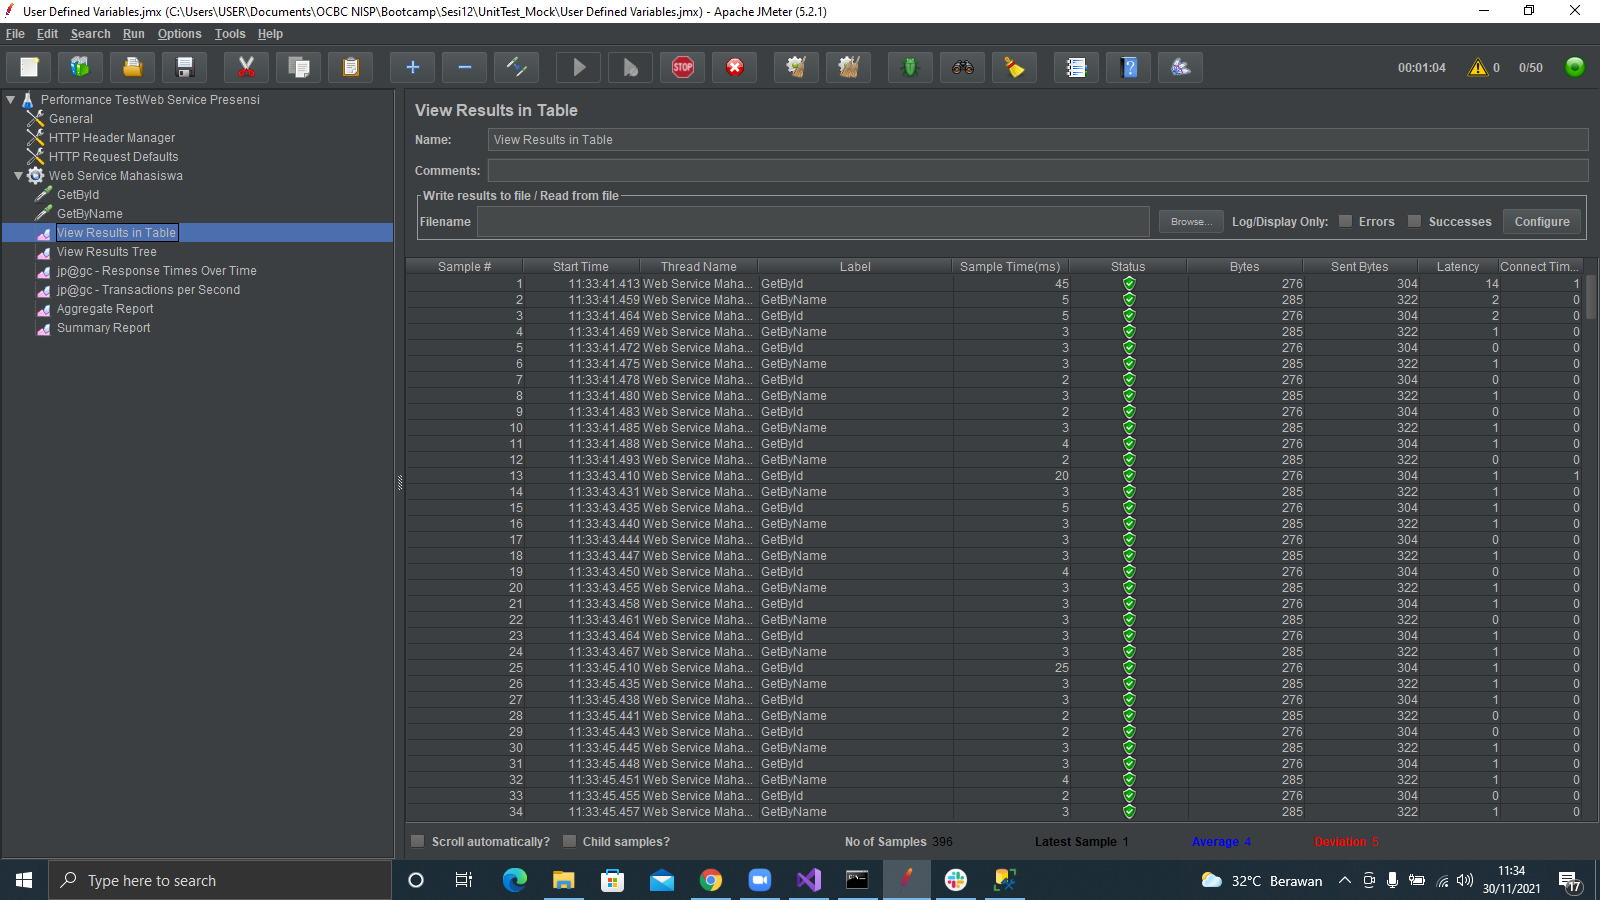 User Defined Variables.jmx (C:\Users\USER\Documents\OCBC NISP\Bootcamp\Sesi12\UnitTest_Mock\User Defined Variables.jmx) - Apache JMeter (5.2.1)
File Edit Search Run Options Tools Help
STOP
00:01:04 0 0/50
Performance TestWeb Service Presensi
General
HTTP Header Manager
HTTP Request Defaults
Web Service Mahasiswa
GetById
GetByName
View Results in Table
View Results Tree
jp@gc - Response Times Over Time
jp@gc - Transactions per Second
Aggregate Report
Summary Report
View Results in Table
Name: View Results in Table
Comments:
Write results to file / Read from file
Filename Browse... Log/Display Only: Errors Successes Configure
Sample # Start Time Thread Name Label Sample Time(ms) Status Bytes Sent Bytes Latency Connect Tim...
1 11:33:41.413 Web Service Maha... GetById 45 276 304 14 1
2 11:33:41.459 Web Service Maha... GetByName 5 285 322 2 0
3 11:33:41.464 Web Service Maha... GetById 5 276 304 2 0
4 11:33:41.469 Web Service Maha... GetByName 3 285 322 1 0
5 11:33:41.472 Web Service Maha... GetById 3 276 304 0 0
6 11:33:41.475 Web Service Maha... GetByName 3 285 322 1 0
7 11:33:41.478 Web Service Maha... GetById 2 276 304 0 0
8 11:33:41.480 Web Service Maha... GetByName 3 285 322 1 0
9 11:33:41.483 Web Service Maha... GetById 2 276 304 0 0
10 11:33:41.485 Web Service Maha... GetByName 3 285 322 1 0
11 11:33:41.488 Web Service Maha... GetById 4 276 304 1 0
12 11:33:41.493 Web Service Maha... GetByName 2 285 322 0 0
13 11:33:43.410 Web Service Maha... GetById 20 276 304 1 1
14 11:33:43.431 Web Service Maha... GetByName 3 285 322 1 0
15 11:33:43.435 Web Service Maha... GetById 5 276 304 1 0
16 11:33:43.440 Web Service Maha... GetByName 3 285 322 1 0
17 11:33:43.444 Web Service Maha... GetById 3 276 304 0 0
18 11:33:43.447 Web Service Maha... GetByName 3 285 322 1 0
19 11:33:43.450 Web Service Maha... GetById 4 276 304 0 0
20 11:33:43.455 Web Service Maha... GetByName 3 285 322 1 0
21 11:33:43.458 Web Service Maha... GetById 3 276 304 1 0
22 11:33:43.461 Web Service Maha... GetByName 3 285 322 0 0
23 11:33:43.464 Web Service Maha... GetById 3 276 304 1 0
24 11:33:43.467 Web Service Maha... GetByName 3 285 322 1 0
25 11:33:45.410 Web Service Maha... GetById 25 276 304 1 0
26 11:33:45.435 Web Service Maha... GetByName 3 285 322 1 0
27 11:33:45.438 Web Service Maha... GetById 3 276 304 1 0
28 11:33:45.441 Web Service Maha... GetByName 2 285 322 0 0
29 11:33:45.443 Web Service Maha... GetById 2 276 304 0 0
30 11:33:45.445 Web Service Maha... GetByName 3 285 322 1 0
31 11:33:45.448 Web Service Maha... GetById 3 276 304 1 0
32 11:33:45.451 Web Service Maha... GetByName 4 285 322 1 0
33 11:33:45.455 Web Service Maha... GetById 2 276 304 0 0
34 11:33:45.457 Web Service Maha... GetByName 3 285 322 1 0
Scroll automatically? Child samples? No of Samples 396 Latest Sample 1 Average 4 Deviation 5
Type here to search 32°C Berawan 11:34
30/11/2021 17